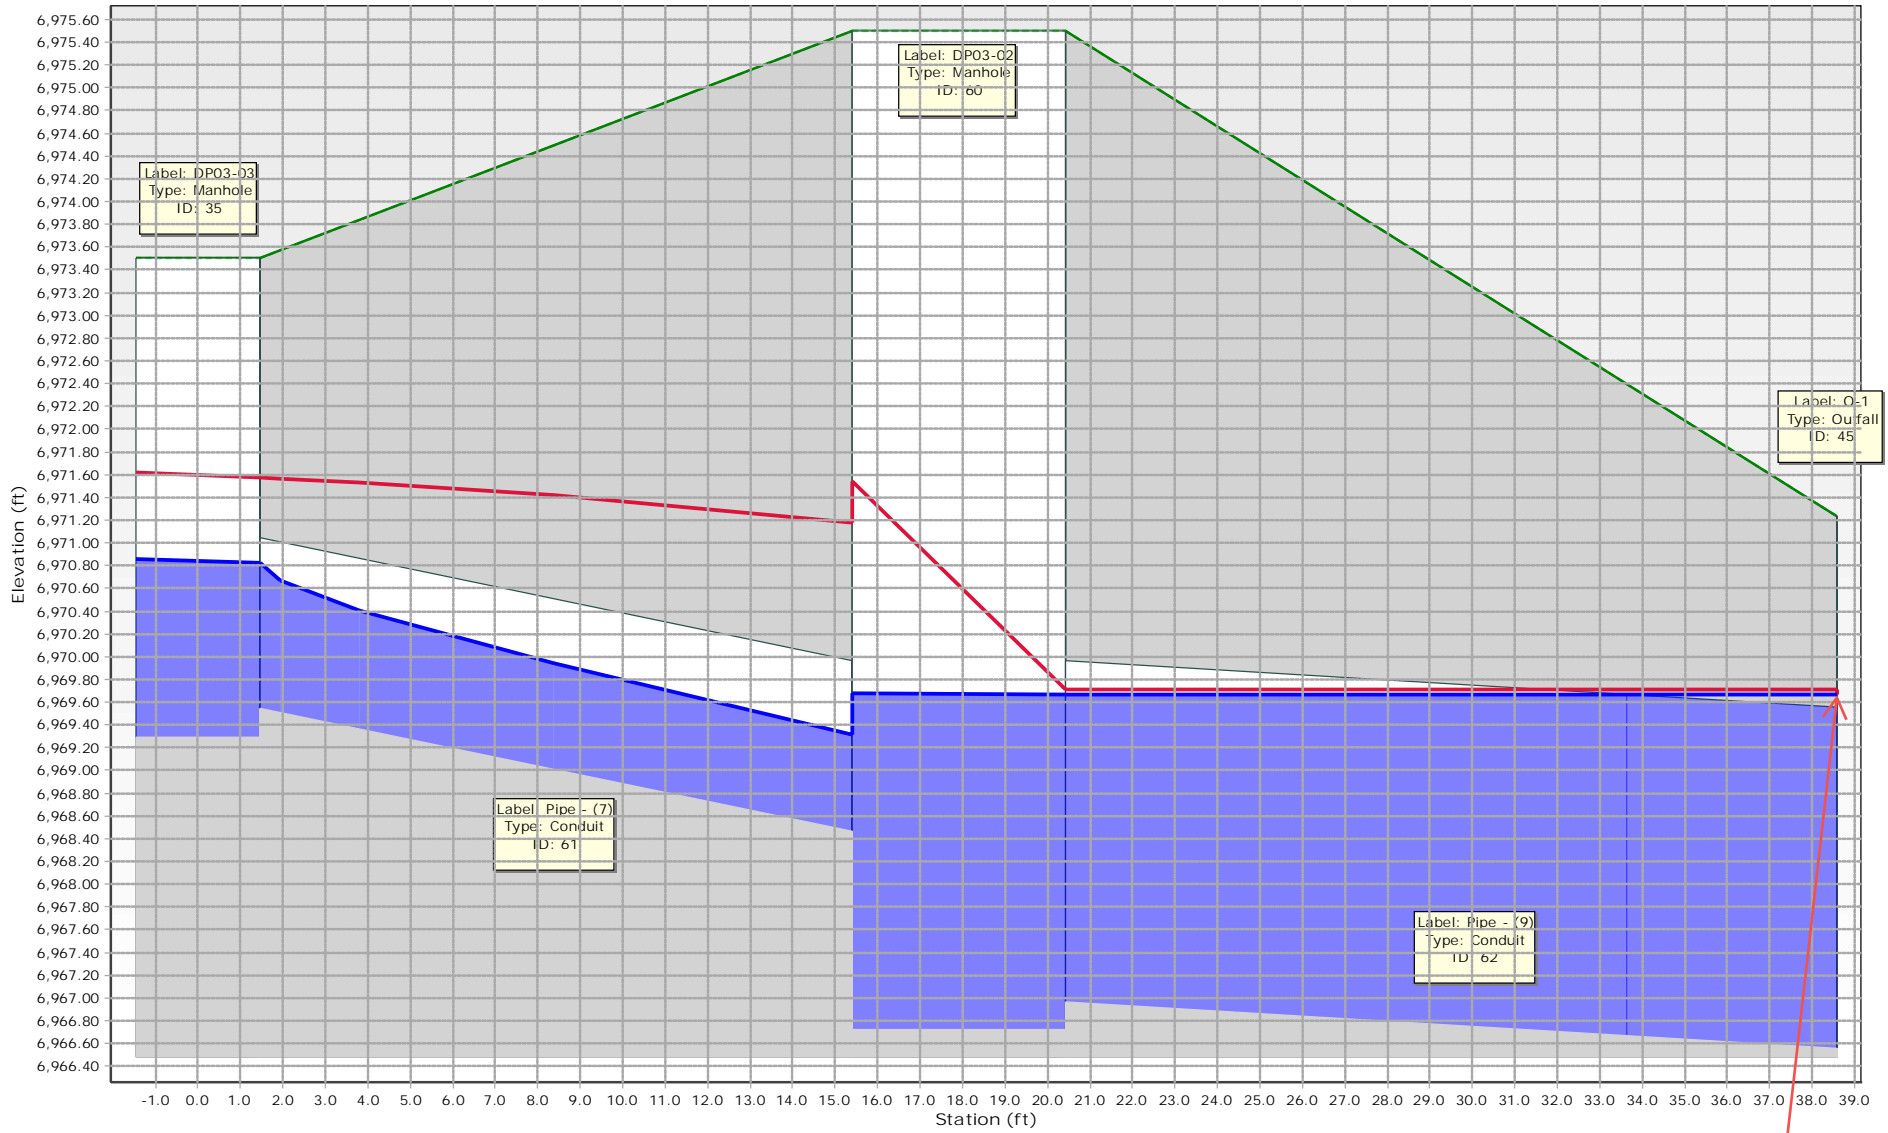 6,975.60
6,975.40
6,975.20
6,975.00
6,974.80
6,974.60
6,974.40
6,974.20
6,974.00
6,973.80
6,973.60
6,973.40
6,973.20
6,973.00
6,972.80
6,972.60
6,972.40
6,972.20
6,972.00
6,971.80
6,971.60
6,971.40
6,971.20
6,971.00
6,970.80
6,970.60
6,970.40
6,970.20
6,970.00
6,969.80
6,969.60
6,969.40
6,969.20
6,969.00
6,968.80
6,968.60
6,968.40
6,968.20
6,968.00
6,967.80
6,967.60
6,967.40
6,967.20
6,967.00
6,966.80
6,966.60
6,966.40
Elevation (ft)
Label: DP03-03
Type: Manhole
ID: 35
Label: DP03-02
Type: Manhole
ID: 60
Label: O-1
Type: Outfall
ID: 45
Label: Pipe - (7)
Type: Conduit
ID: 61
Label: Pipe - (9)
Type: Conduit
ID: 62
-1.0 0.0 1.0 2.0 3.0 4.0 5.0 6.0 7.0 8.0 9.0 10.0 11.0 12.0 13.0 14.0 15.0 16.0 17.0 18.0 19.0 20.0 21.0 22.0 23.0 24.0 25.0 26.0 27.0 28.0 29.0 30.0 31.0 32.0 33.0 34.0 35.0 36.0 37.0 38.0 39.0
Station (ft)